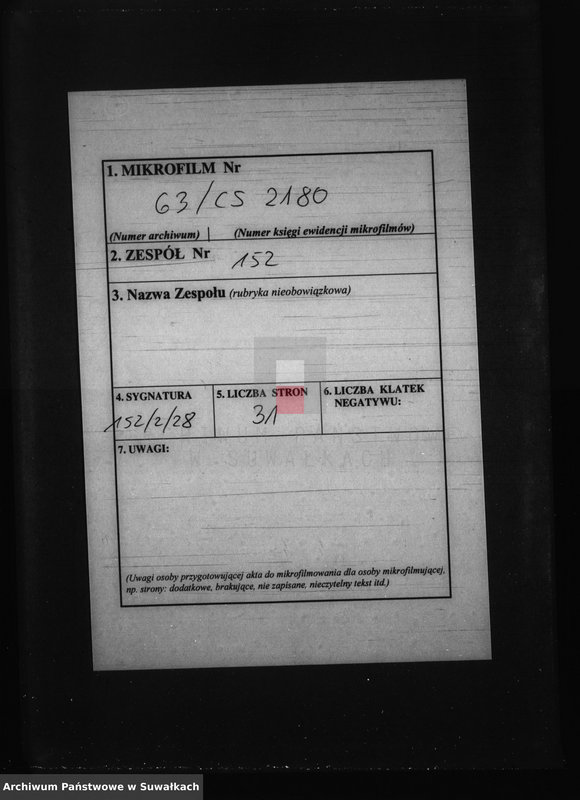 1. MIKROFILM Nr
63/CS 2180
(Numer archiwum) (Numer księgi ewidencji mikrofilmów)
2. ZESPÓŁ Nr 152
3. Nazwa Zespołu (rubryka nieobowiązkowa)
4. SYGNATURA
152/2/28
5. LICZBA STRON
31
6. LICZBA KLATEK
NEGATYWU:
7. UWAGI:
W SUWAŁKACH
(Uwagi osoby przygotowującej akta do mikrofilmowania dla osoby mikrofilmującej,
np. strony: dodatkowe, brakujące, nie zapisane, nieczytelny tekst itd.)
Archiwum Państwowe w Suwałkach